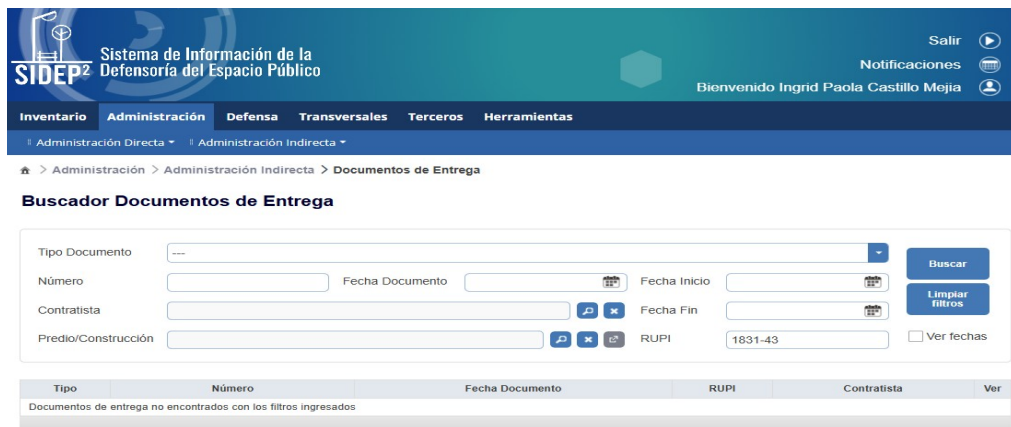 Salir
SIDEP² Sistema de Información de la
Defensoría del Espacio Público
Notificaciones
Bienvenido Ingrid Paola Castillo Mejia
Inventario Administración Defensa Transversales Terceros Herramientas
Administración Directa Administración Indirecta
> Administración > Administración Indirecta > Documentos de Entrega
Buscador Documentos de Entrega
Tipo Documento ---
Buscar
Número Fecha Documento Fecha Inicio
Limpiar
filtros
Contratista Fecha Fin
Predio/Construcción RUPI 1831-43 Ver fechas
Tipo Número Fecha Documento RUPI Contratista Ver
Documentos de entrega no encontrados con los filtros ingresados